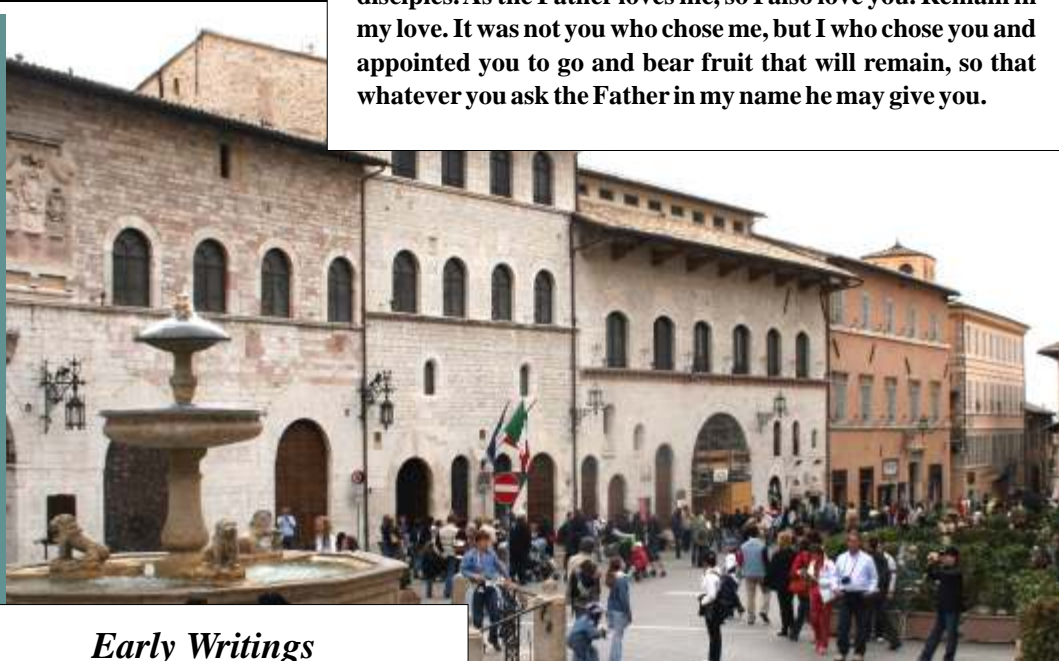 disciples. As the Father loves me, so I also love you. Remain in
my love. It was not you who chose me, but I who chose you and
appointed you to go and bear fruit that will remain, so that
whatever you ask the Father in my name he may give you.
Early Writings